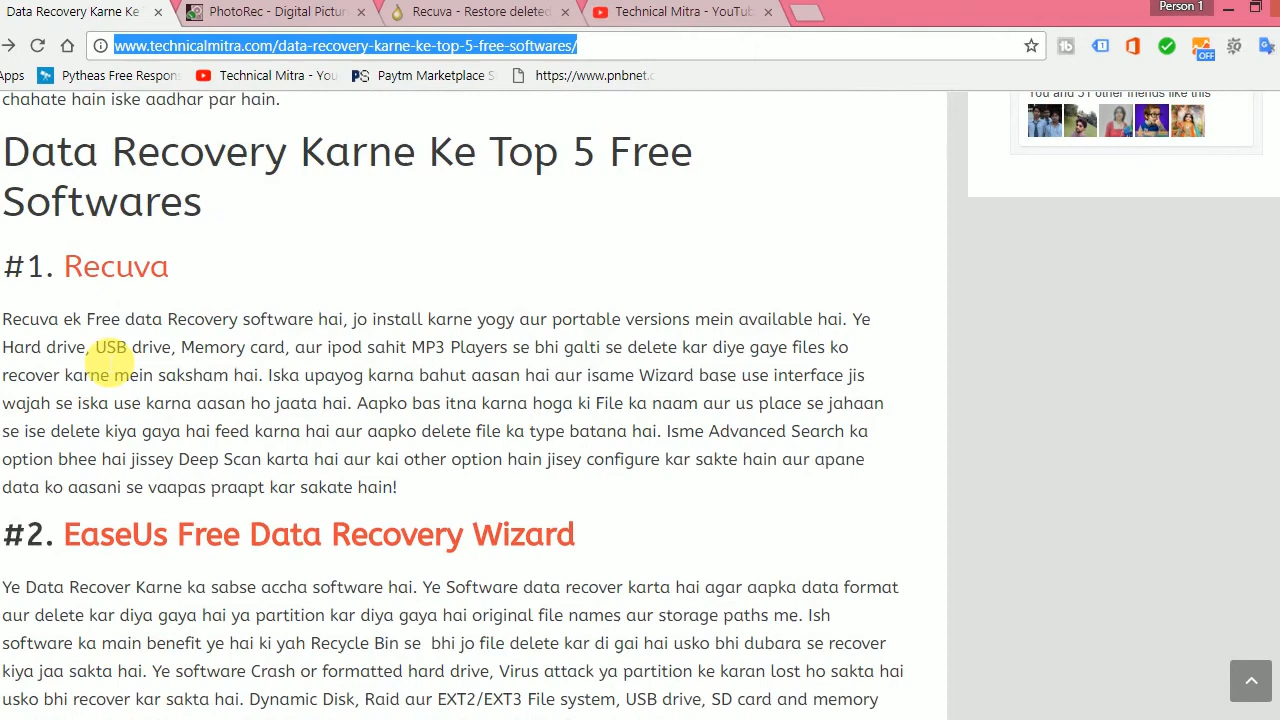 Data Recovery Karne Ke
PhotoRec - Digital Pictur
Recuva - Restore deleted
Technical Mitra - YouTub
Person 1
www.technicalmitra.com/data-recovery-karne-ke-top-5-free-softwares/
OFF
Apps
Pytheas Free Respon
Technical Mitra - You
Paytm Marketplace S
https://www.pnbnet.c
chahate hain iske aadhar par hain.
You and 51 other friends like this
Data Recovery Karne Ke Top 5 Free
Softwares
#1. Recuva
Recuva ek Free data Recovery software hai, jo install karne yogy aur portable versions mein available hai. Ye
Hard drive, USB drive, Memory card, aur ipod sahit MP3 Players se bhi galti se delete kar diye gaye files ko
recover karne mein saksham hai. Iska upayog karna bahut aasan hai aur isame Wizard base use interface jis
wajah se iska use karna aasan ho jaata hai. Aapko bas itna karna hoga ki File ka naam aur us place se jahaan
se ise delete kiya gaya hai feed karna hai aur aapko delete file ka type batana hai. Isme Advanced Search ka
option bhee hai jissey Deep Scan karta hai aur kai other option hain jisey configure kar sakte hain aur apane
data ko aasani se vaapas praapt kar sakate hain!
#2. EaseUs Free Data Recovery Wizard
Ye Data Recover Karne ka sabse accha software hai. Ye Software data recover karta hai agar aapka data format
aur delete kar diya gaya hai ya partition kar diya gaya hai original file names aur storage paths me. Ish
software ka main benefit ye hai ki yah Recycle Bin se bhi jo file delete kar di gai hai usko bhi dubara se recover
kiya jaa sakta hai. Ye software Crash or formatted hard drive, Virus attack ya partition ke karan lost ho sakta hai
usko bhi recover kar sakta hai. Dynamic Disk, Raid aur EXT2/EXT3 File system, USB drive, SD card and memory